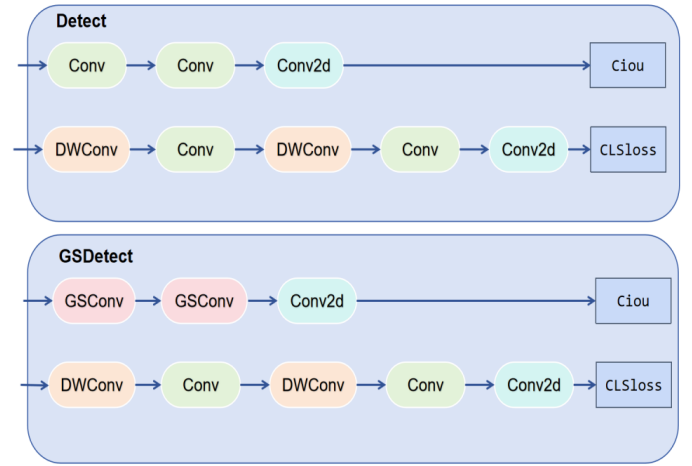 Detect
Conv Conv Conv2d Ciou
DWConv Conv DWConv Conv Conv2d CLSloss
GSDetect
GSConv GSConv Conv2d Ciou
DWConv Conv DWConv Conv Conv2d CLSloss